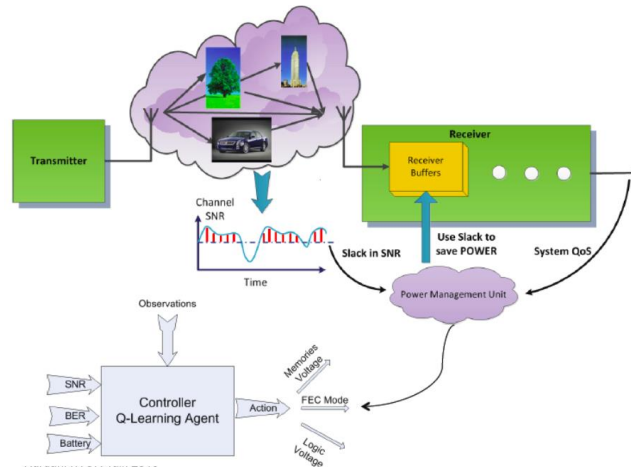 Transmitter
Receiver
Receiver
Buffers
Channel
SNR
Time
Slack in SNR
Use Slack to
save POWER
System QoS
Power Management Unit
Observations
SNR
BER
Battery
Controller
Q-Learning Agent
Action
Memories
Voltage
FEC Mode
Logic
Voltage